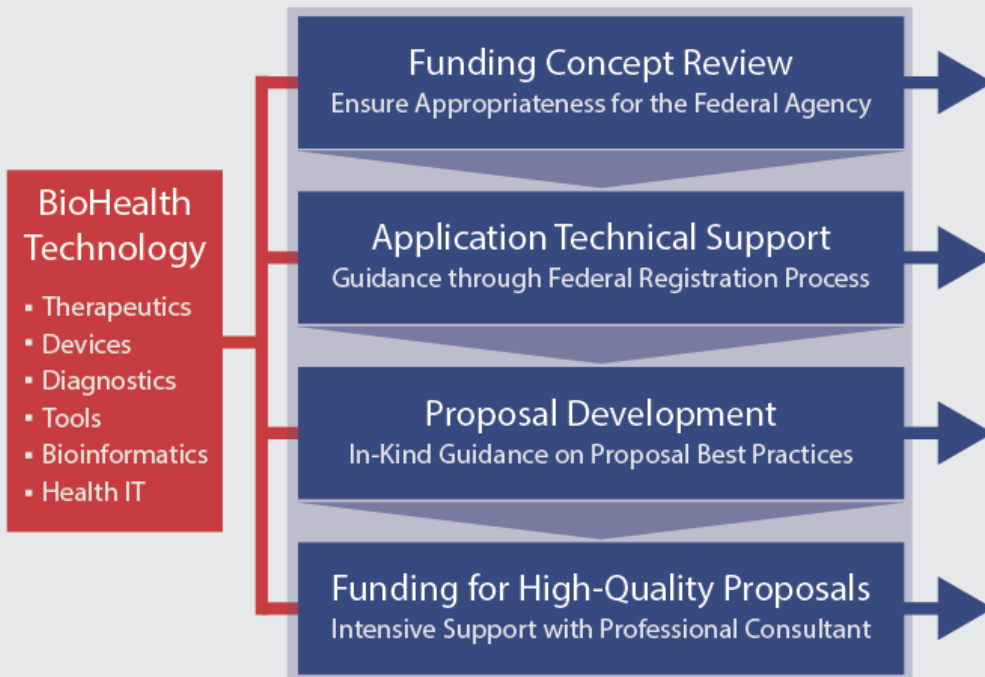 BioHealth
Technology
▪ Therapeutics
▪ Devices
▪ Diagnostics
▪ Tools
▪ Bioinformatics
▪ Health IT
Funding Concept Review
Ensure Appropriateness for the Federal Agency
Application Technical Support
Guidance through Federal Registration Process
Proposal Development
In-Kind Guidance on Proposal Best Practices
Funding for High-Quality Proposals
Intensive Support with Professional Consultant